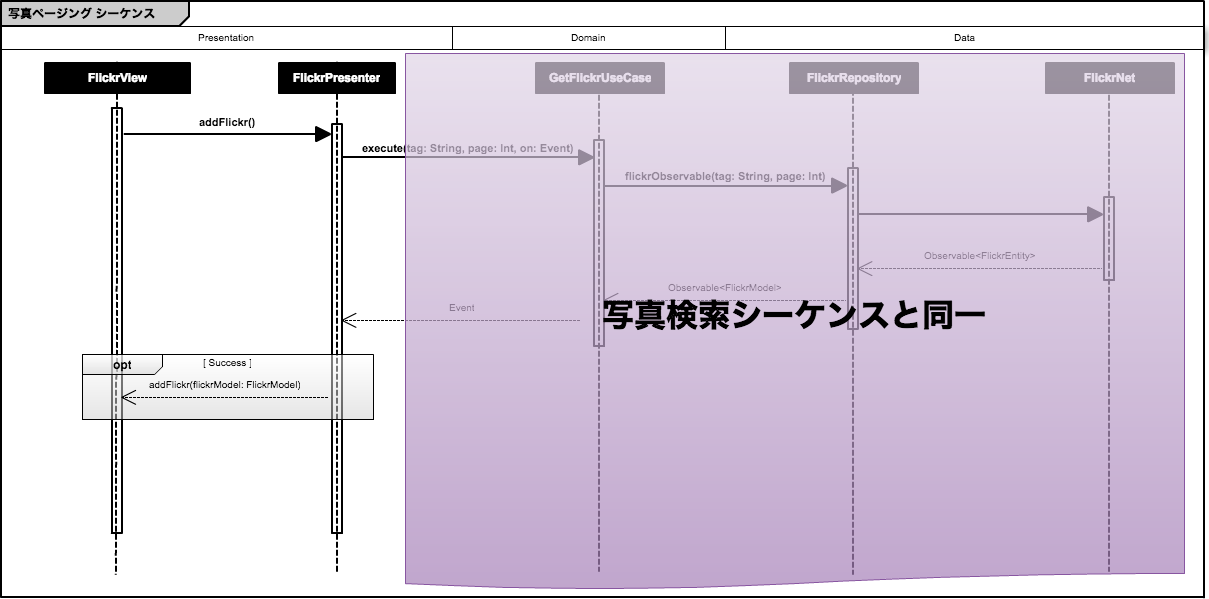 写真ページング シーケンス
Presentation
Domain
Data
FlickrView
FlickrPresenter
GetFlickrUseCase
FlickrRepository
FlickrNet
addFlickr()
execute(tag: String, page: Int, on: Event)
flickrObservable(tag: String, page: Int)
Observable<FlickrEntity>
Observable<FlickrModel>
Event
写真検索シーケンスと同一
opt
[ Success ]
addFlickr(flickrModel: FlickrModel)